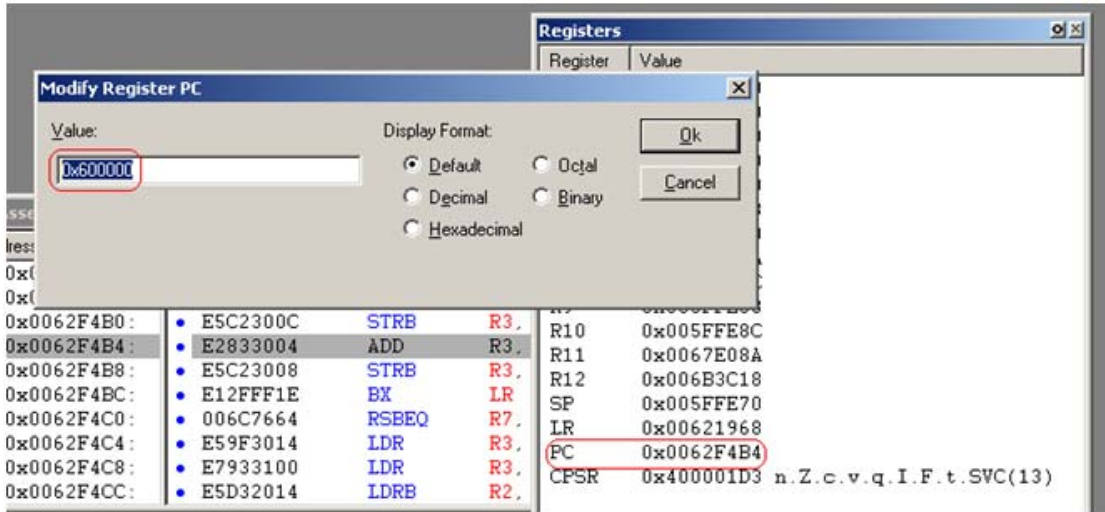 Registers
Register Value
Modify Register PC
Value:
0x600000
Display Format:
Default
Octal
Decimal
Binary
Hexadecimal
Ok
Cancel
0x0062F4B0: E5C2300C STRB R3,
0x0062F4B4: E2833004 ADD R3,
0x0062F4B8: E5C23008 STRB R3,
0x0062F4BC: E12FFF1E BX LR
0x0062F4C0: 006C7664 RSBEQ R7,
0x0062F4C4: E59F3014 LDR R3,
0x0062F4C8: E7933100 LDR R3,
0x0062F4CC: E5D32014 LDRB R2,
R10 0x005FFE8C
R11 0x0067E08A
R12 0x006B3C18
SP 0x005FFE70
LR 0x00621968
PC 0x0062F4B4
CPSR 0x400001D3 n.Z.c.v.q.I.F.t.SVC(13)